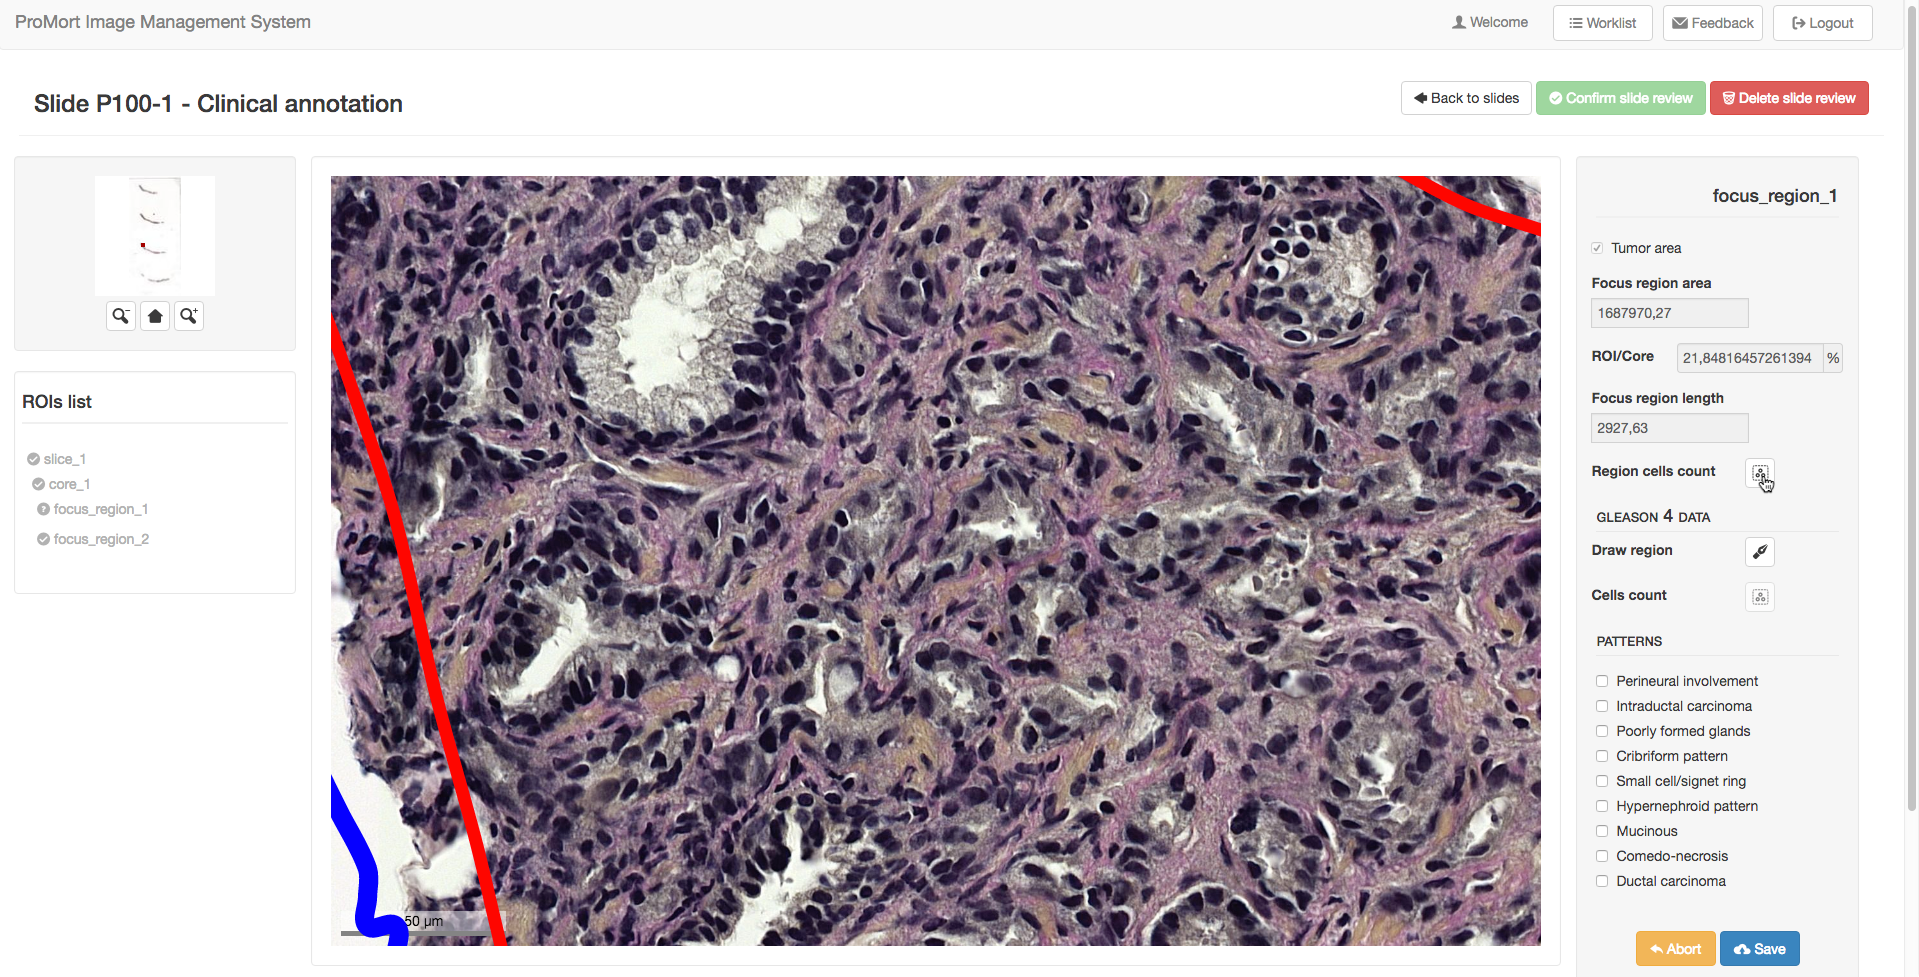 ProMort Image Management System
Welcome
Worklist
Feedback
Logout
Slide P100-1 - Clinical annotation
Back to slides
Confirm slide review
Delete slide review
ROIs list
slice_1
core_1
focus_region_1
focus_region_2
50 µm
focus_region_1
Tumor area
Focus region area
1687970,27
ROI/Core 21,84816457261394 %
Focus region length
2927,63
Region cells count
GLEASON 4 DATA
Draw region
Cells count
PATTERNS
Perineural involvement
Intraductal carcinoma
Poorly formed glands
Cribriform pattern
Small cell/signet ring
Hypernephroid pattern
Mucinous
Comedo-necrosis
Ductal carcinoma
Abort
Save